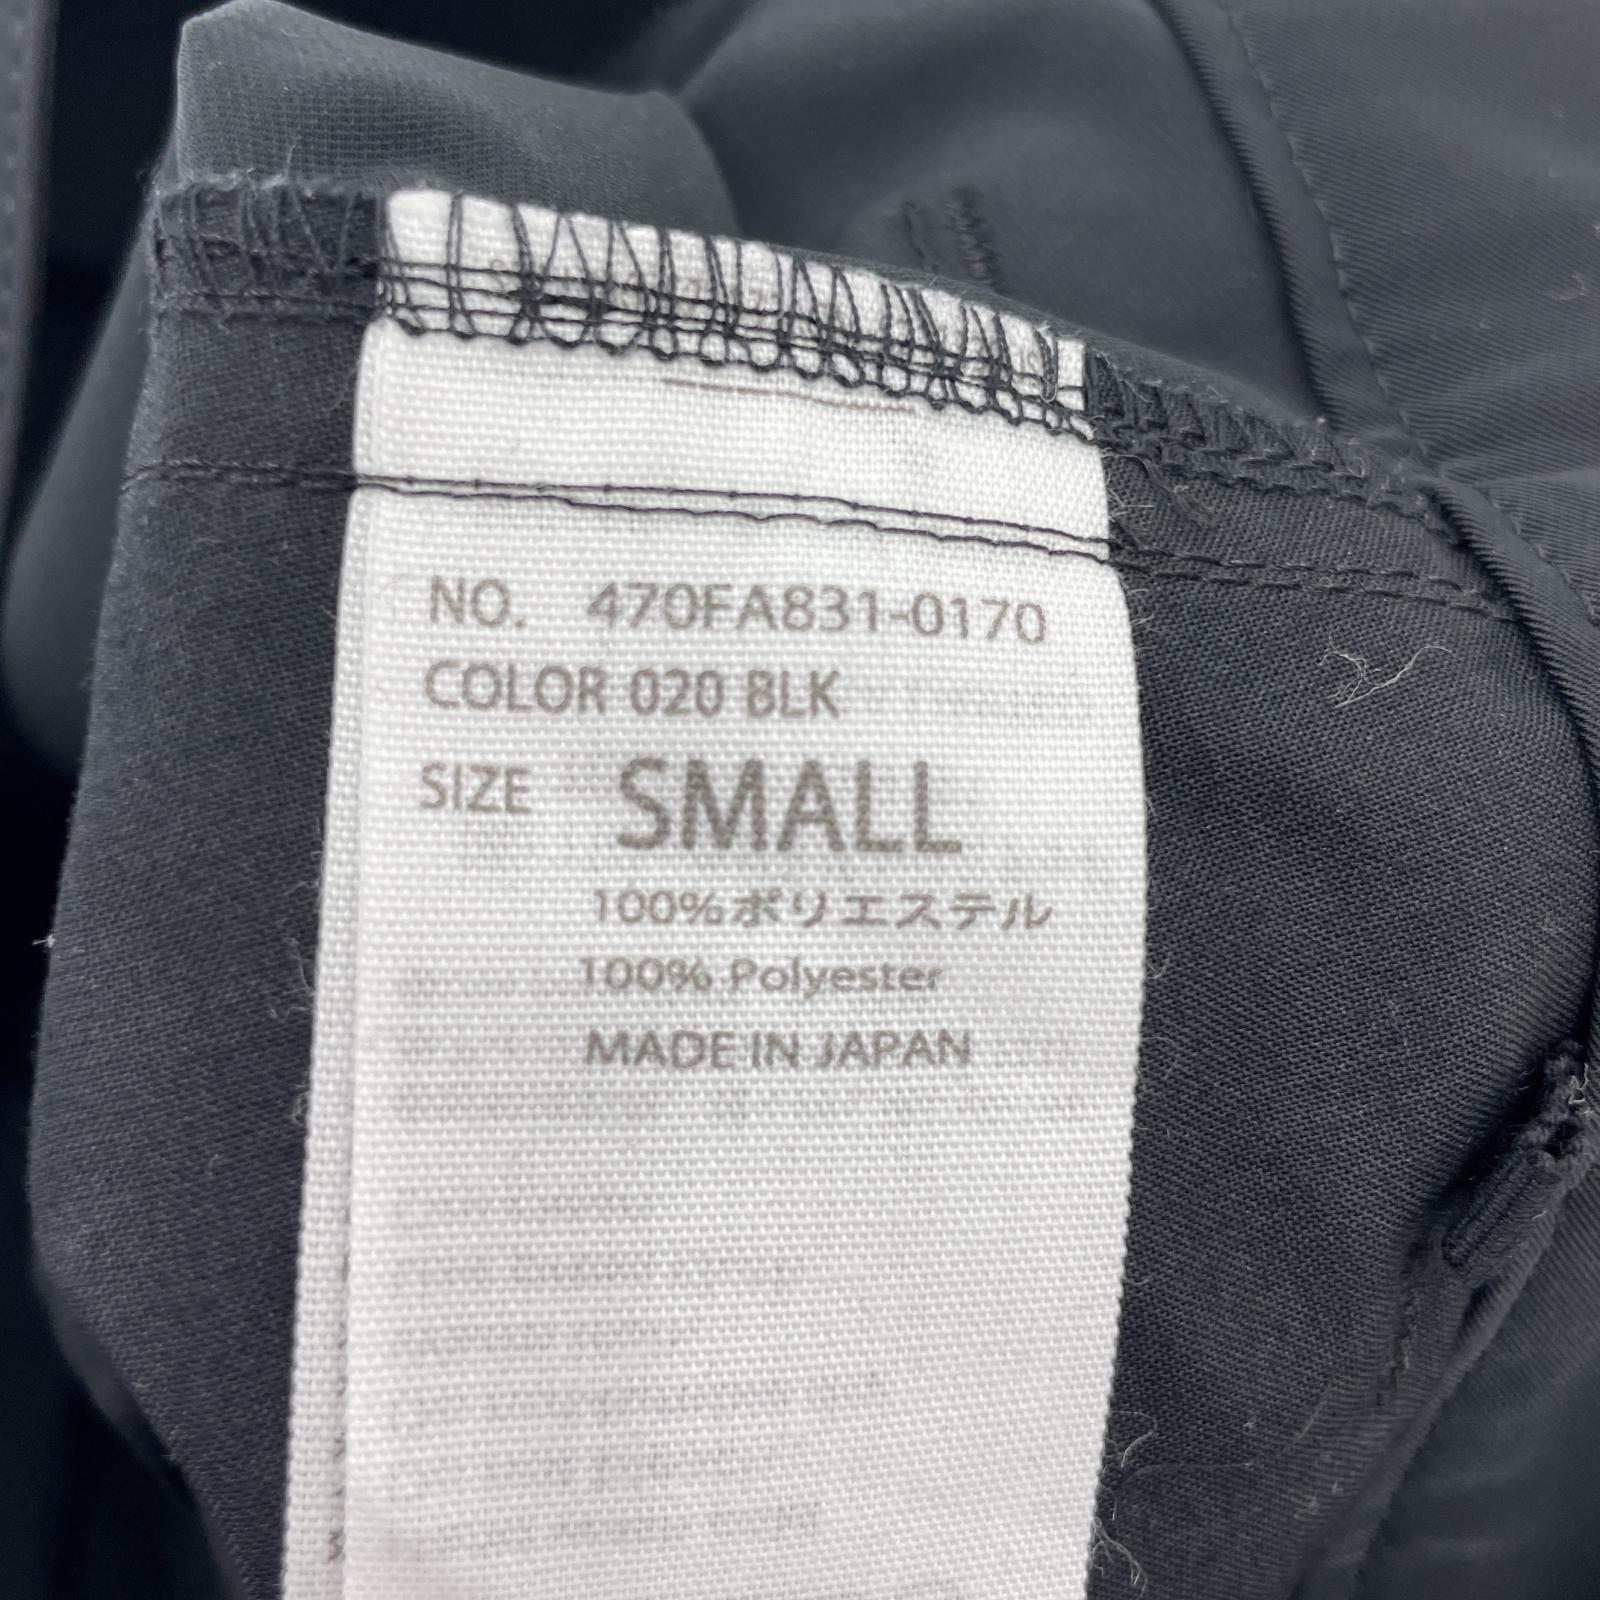 NO. 470FA831-0170
COLOR 020 BLK
SIZE SMALL
100%ポリエステル
100% Polyester
MADE IN JAPAN